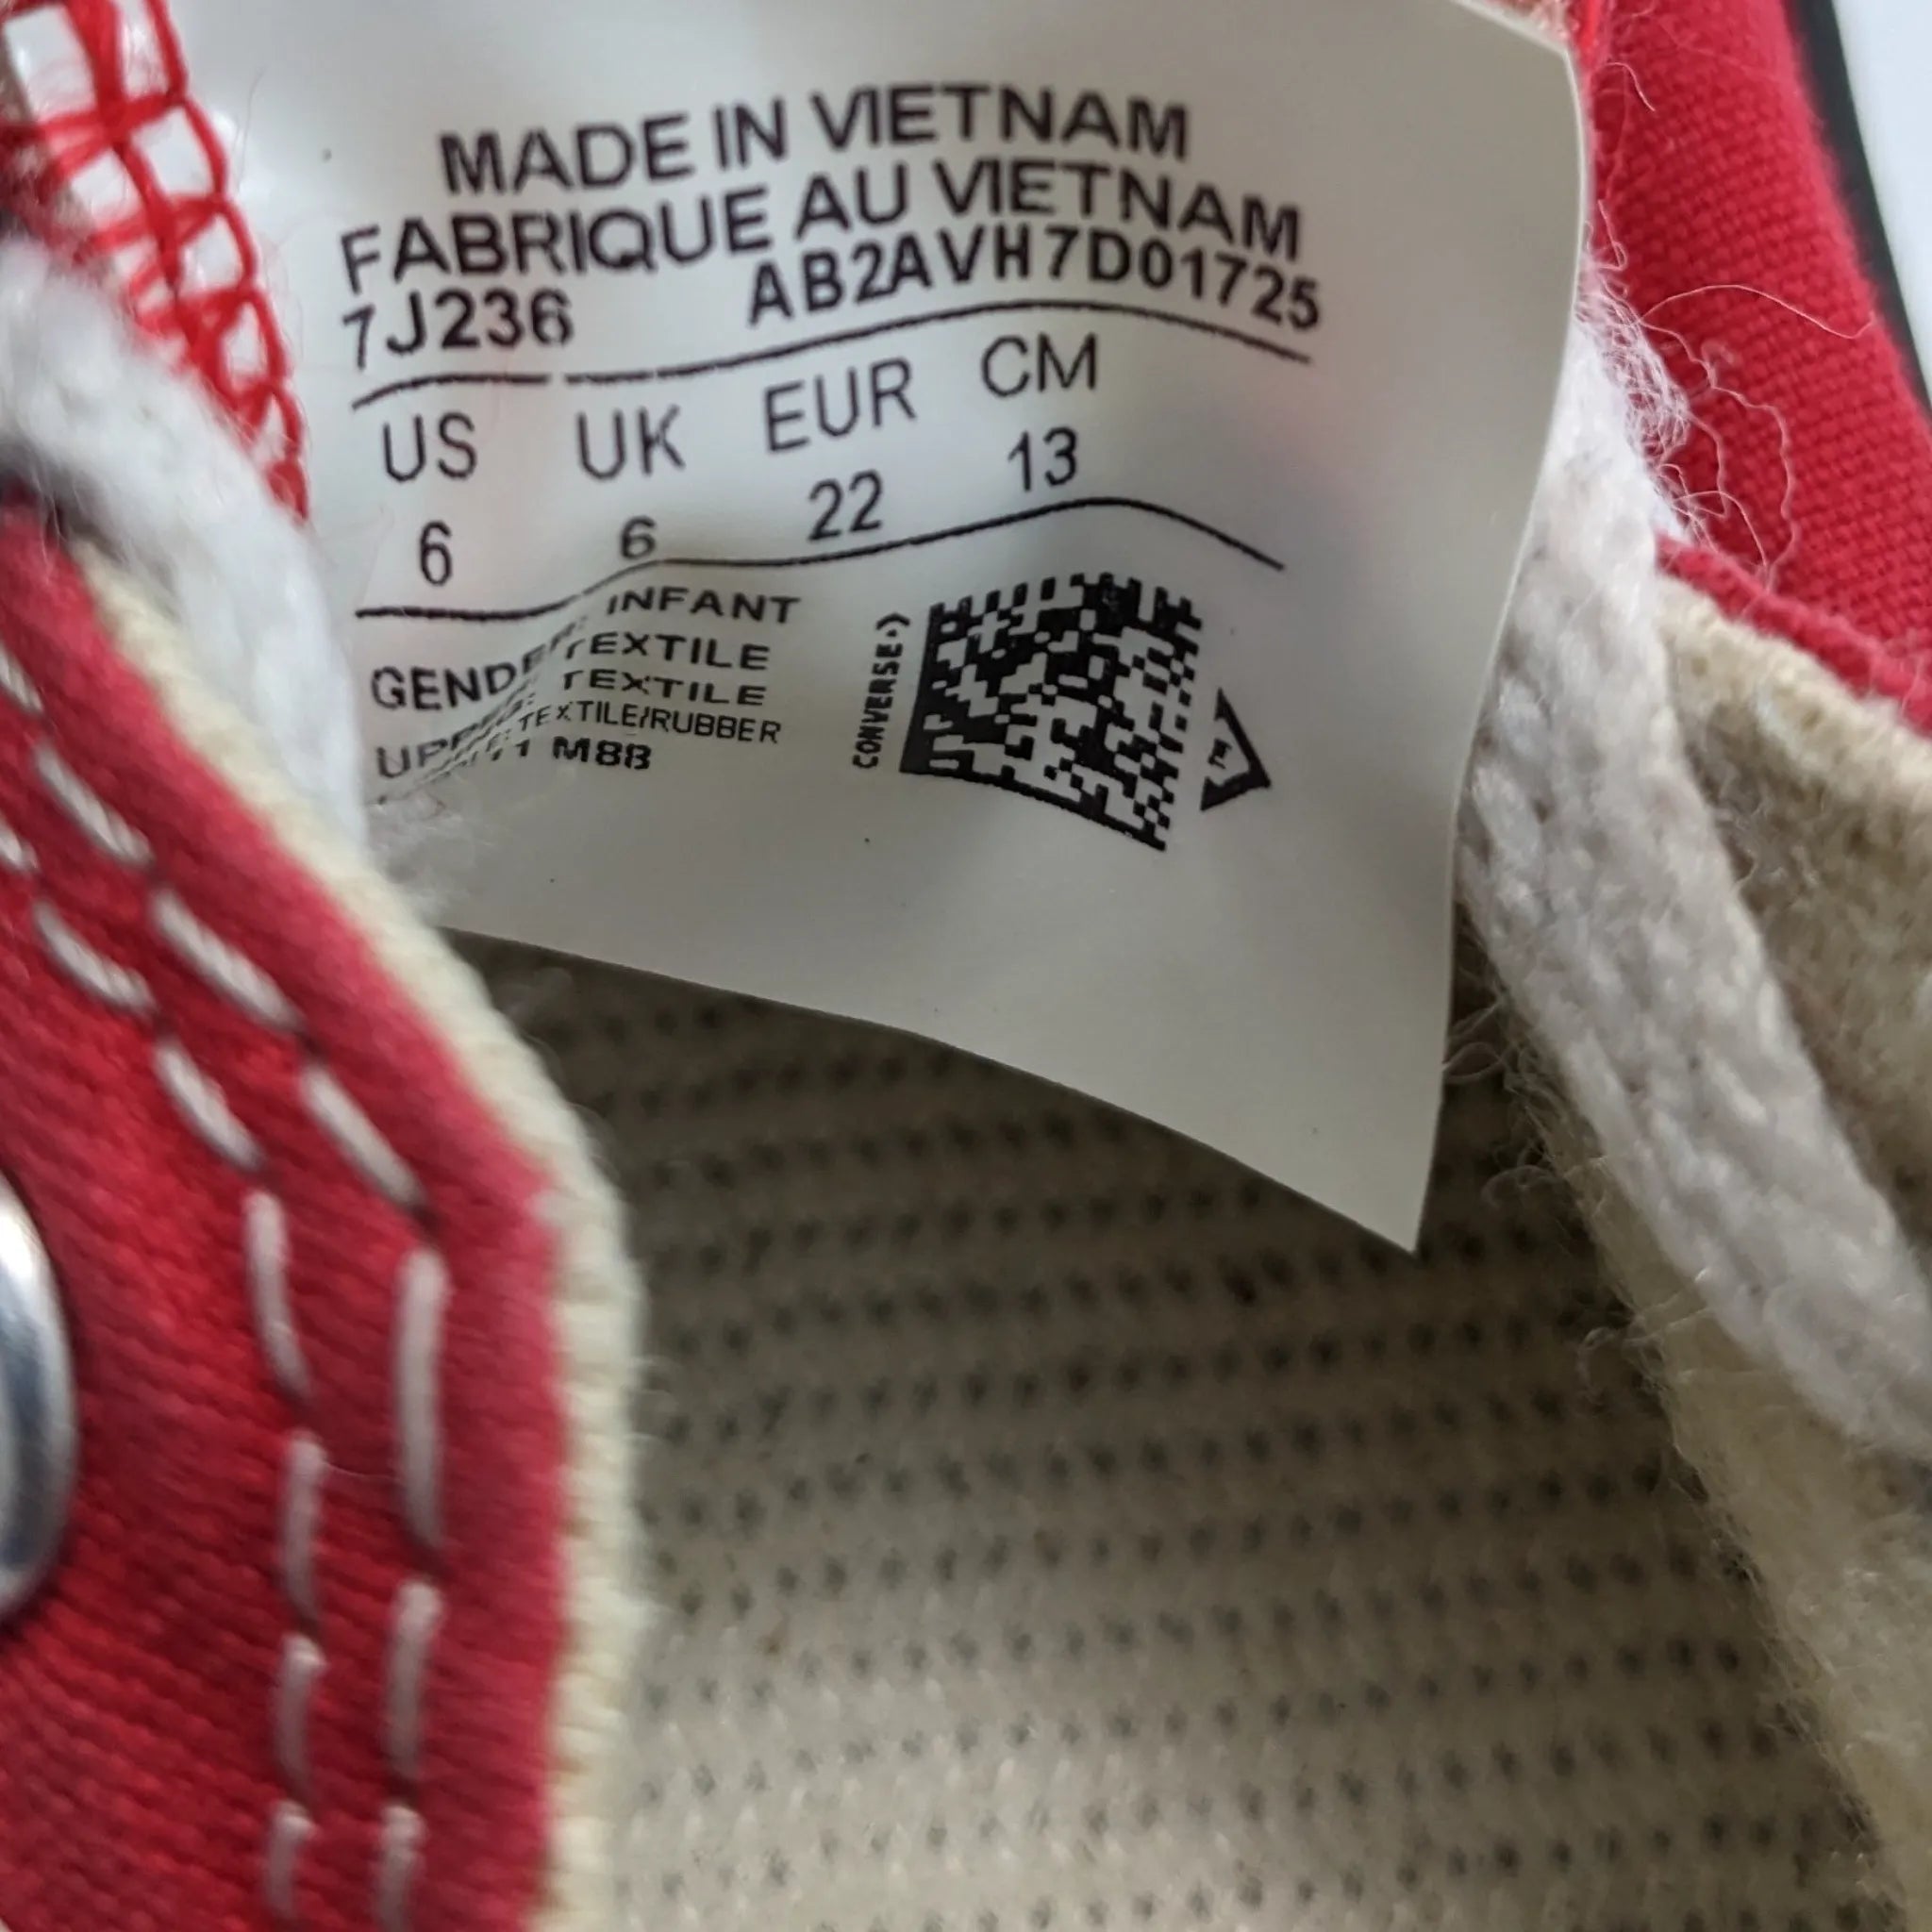 MADE IN VIETNAM
FABRIQUE AU VIETNAM
7J236 AB2AVH7D01725
US UK EUR CM
6 6 22 13
GENDER: INFANT
TEXTILE
TEXTILE
TEXTILE/RUBBER
M88
CONVERSE